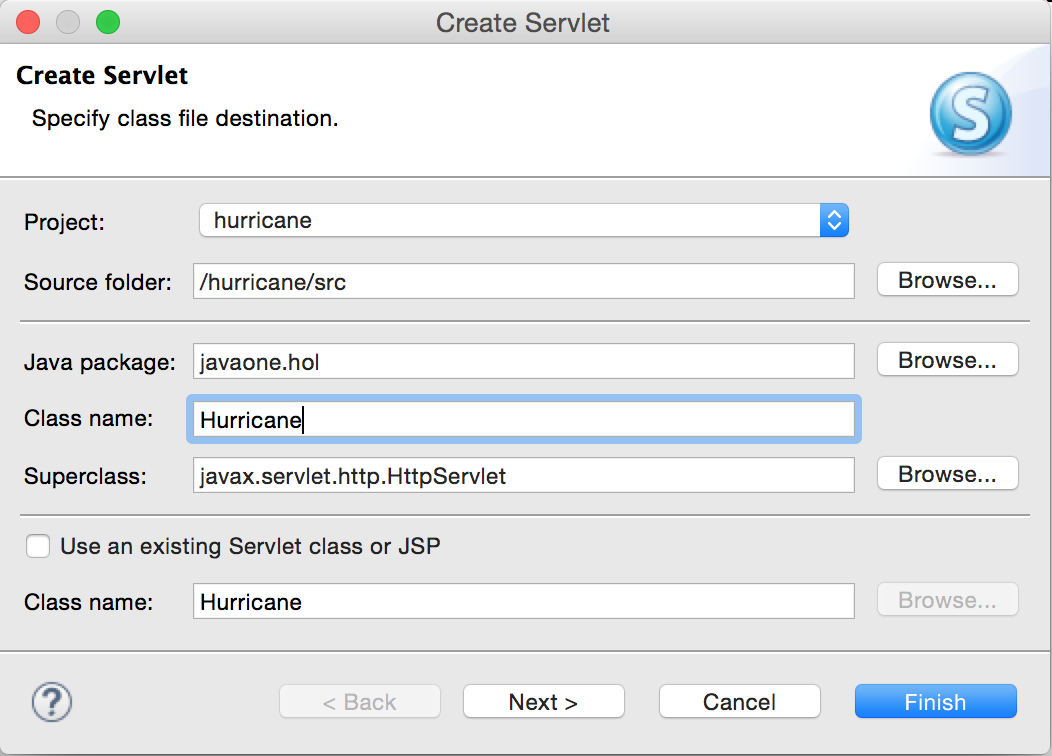 Create Servlet
Create Servlet
Specify class file destination.
S
Project: hurricane
Source folder: /hurricane/src Browse...
Java package: javaone.hol Browse...
Class name: Hurricane
Superclass: javax.servlet.http.HttpServlet Browse...
Use an existing Servlet class or JSP
Class name: Hurricane Browse...
? < Back Next > Cancel Finish